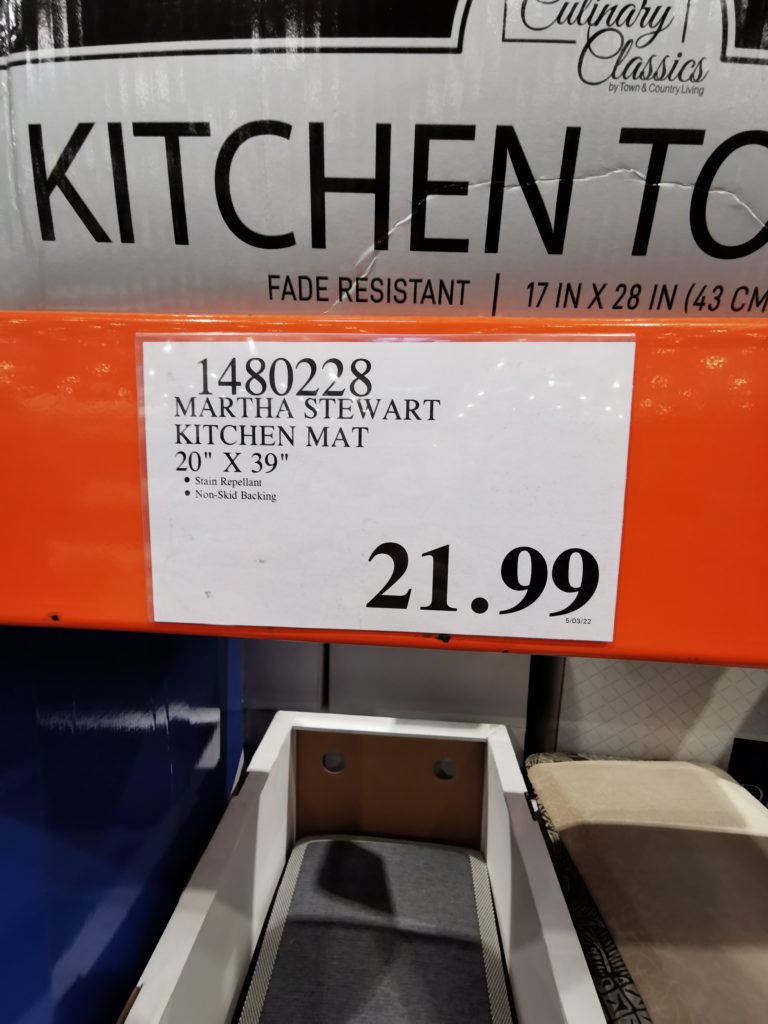 Culinary
Classics
by Town & Country Living
KITCHEN TO
FADE RESISTANT | 17 IN X 28 IN (43 CM
1480228
MARTHA STEWART
KITCHEN MAT
20" X 39"
• Stain Repellant
• Non-Skid Backing
21.99
5/03/22